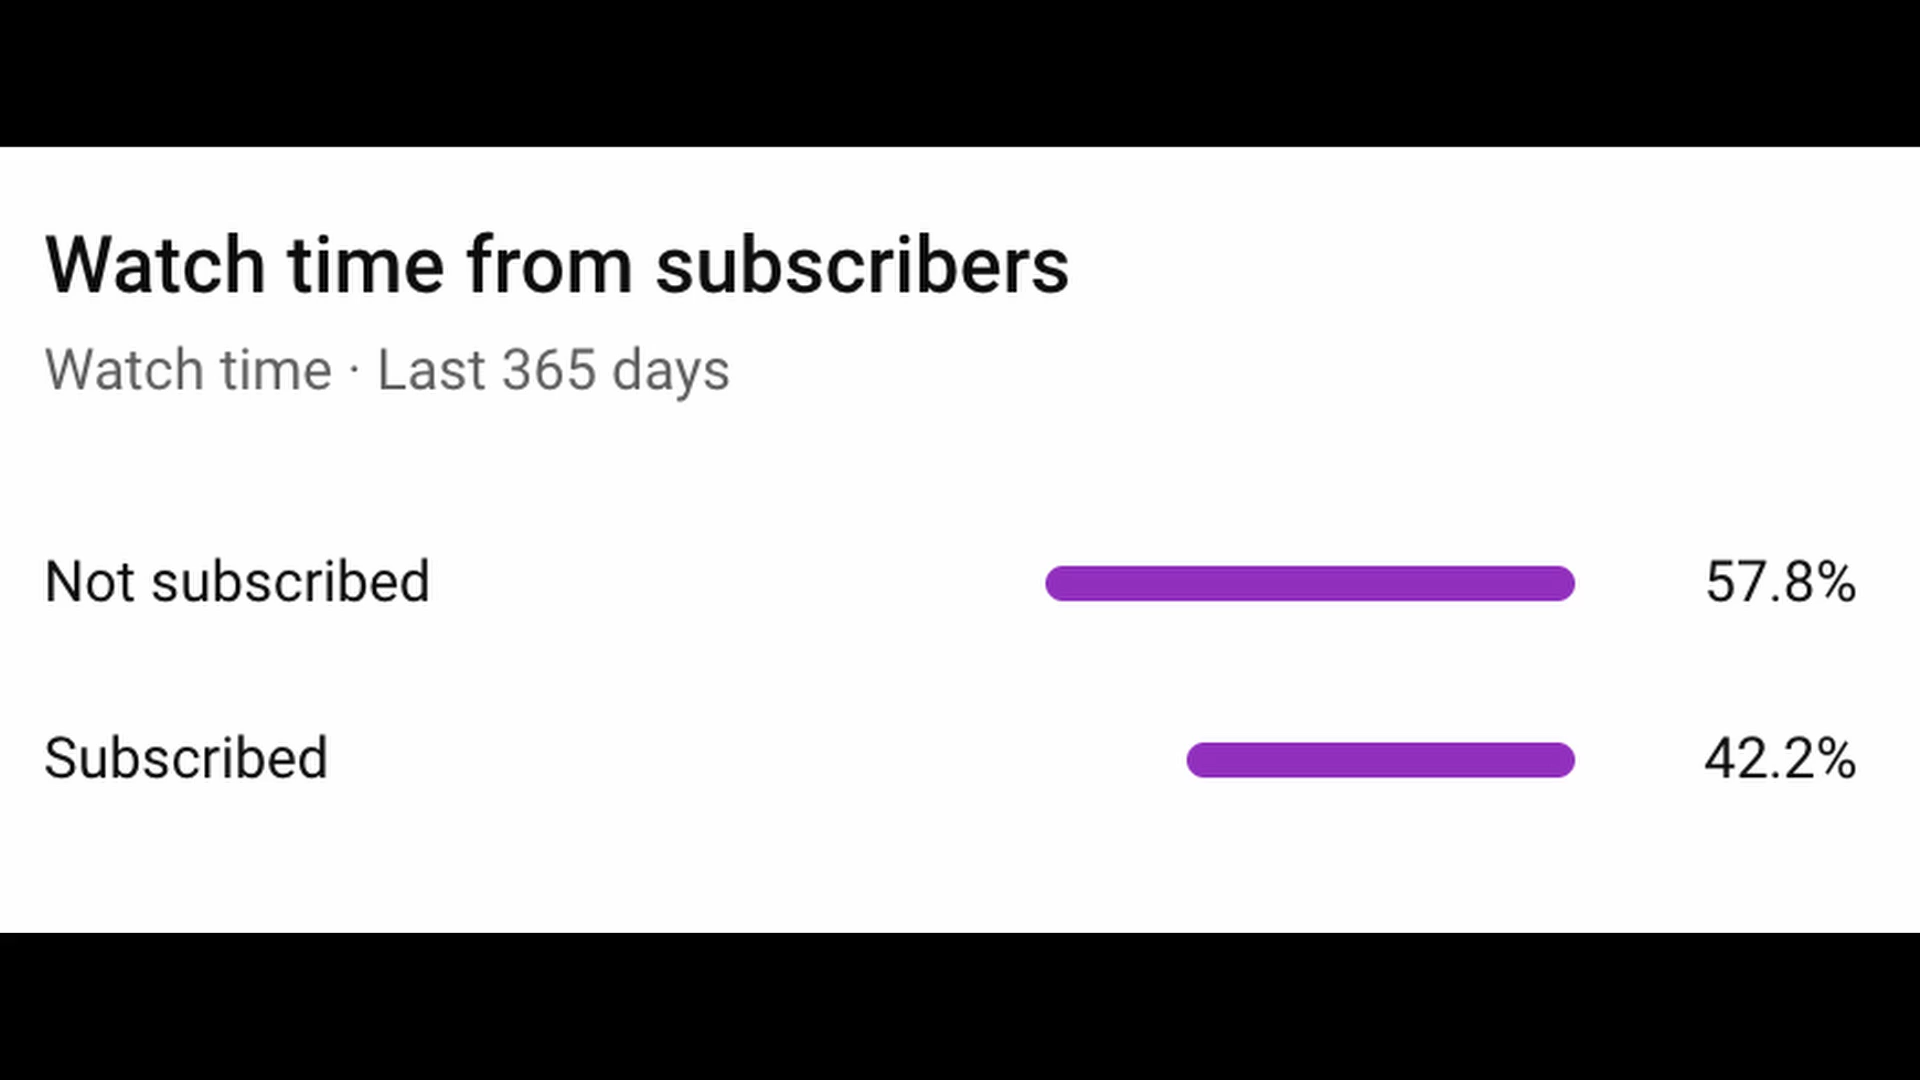 Watch time from subscribers
Watch time · Last 365 days
Not subscribed 57.8%
Subscribed 42.2%